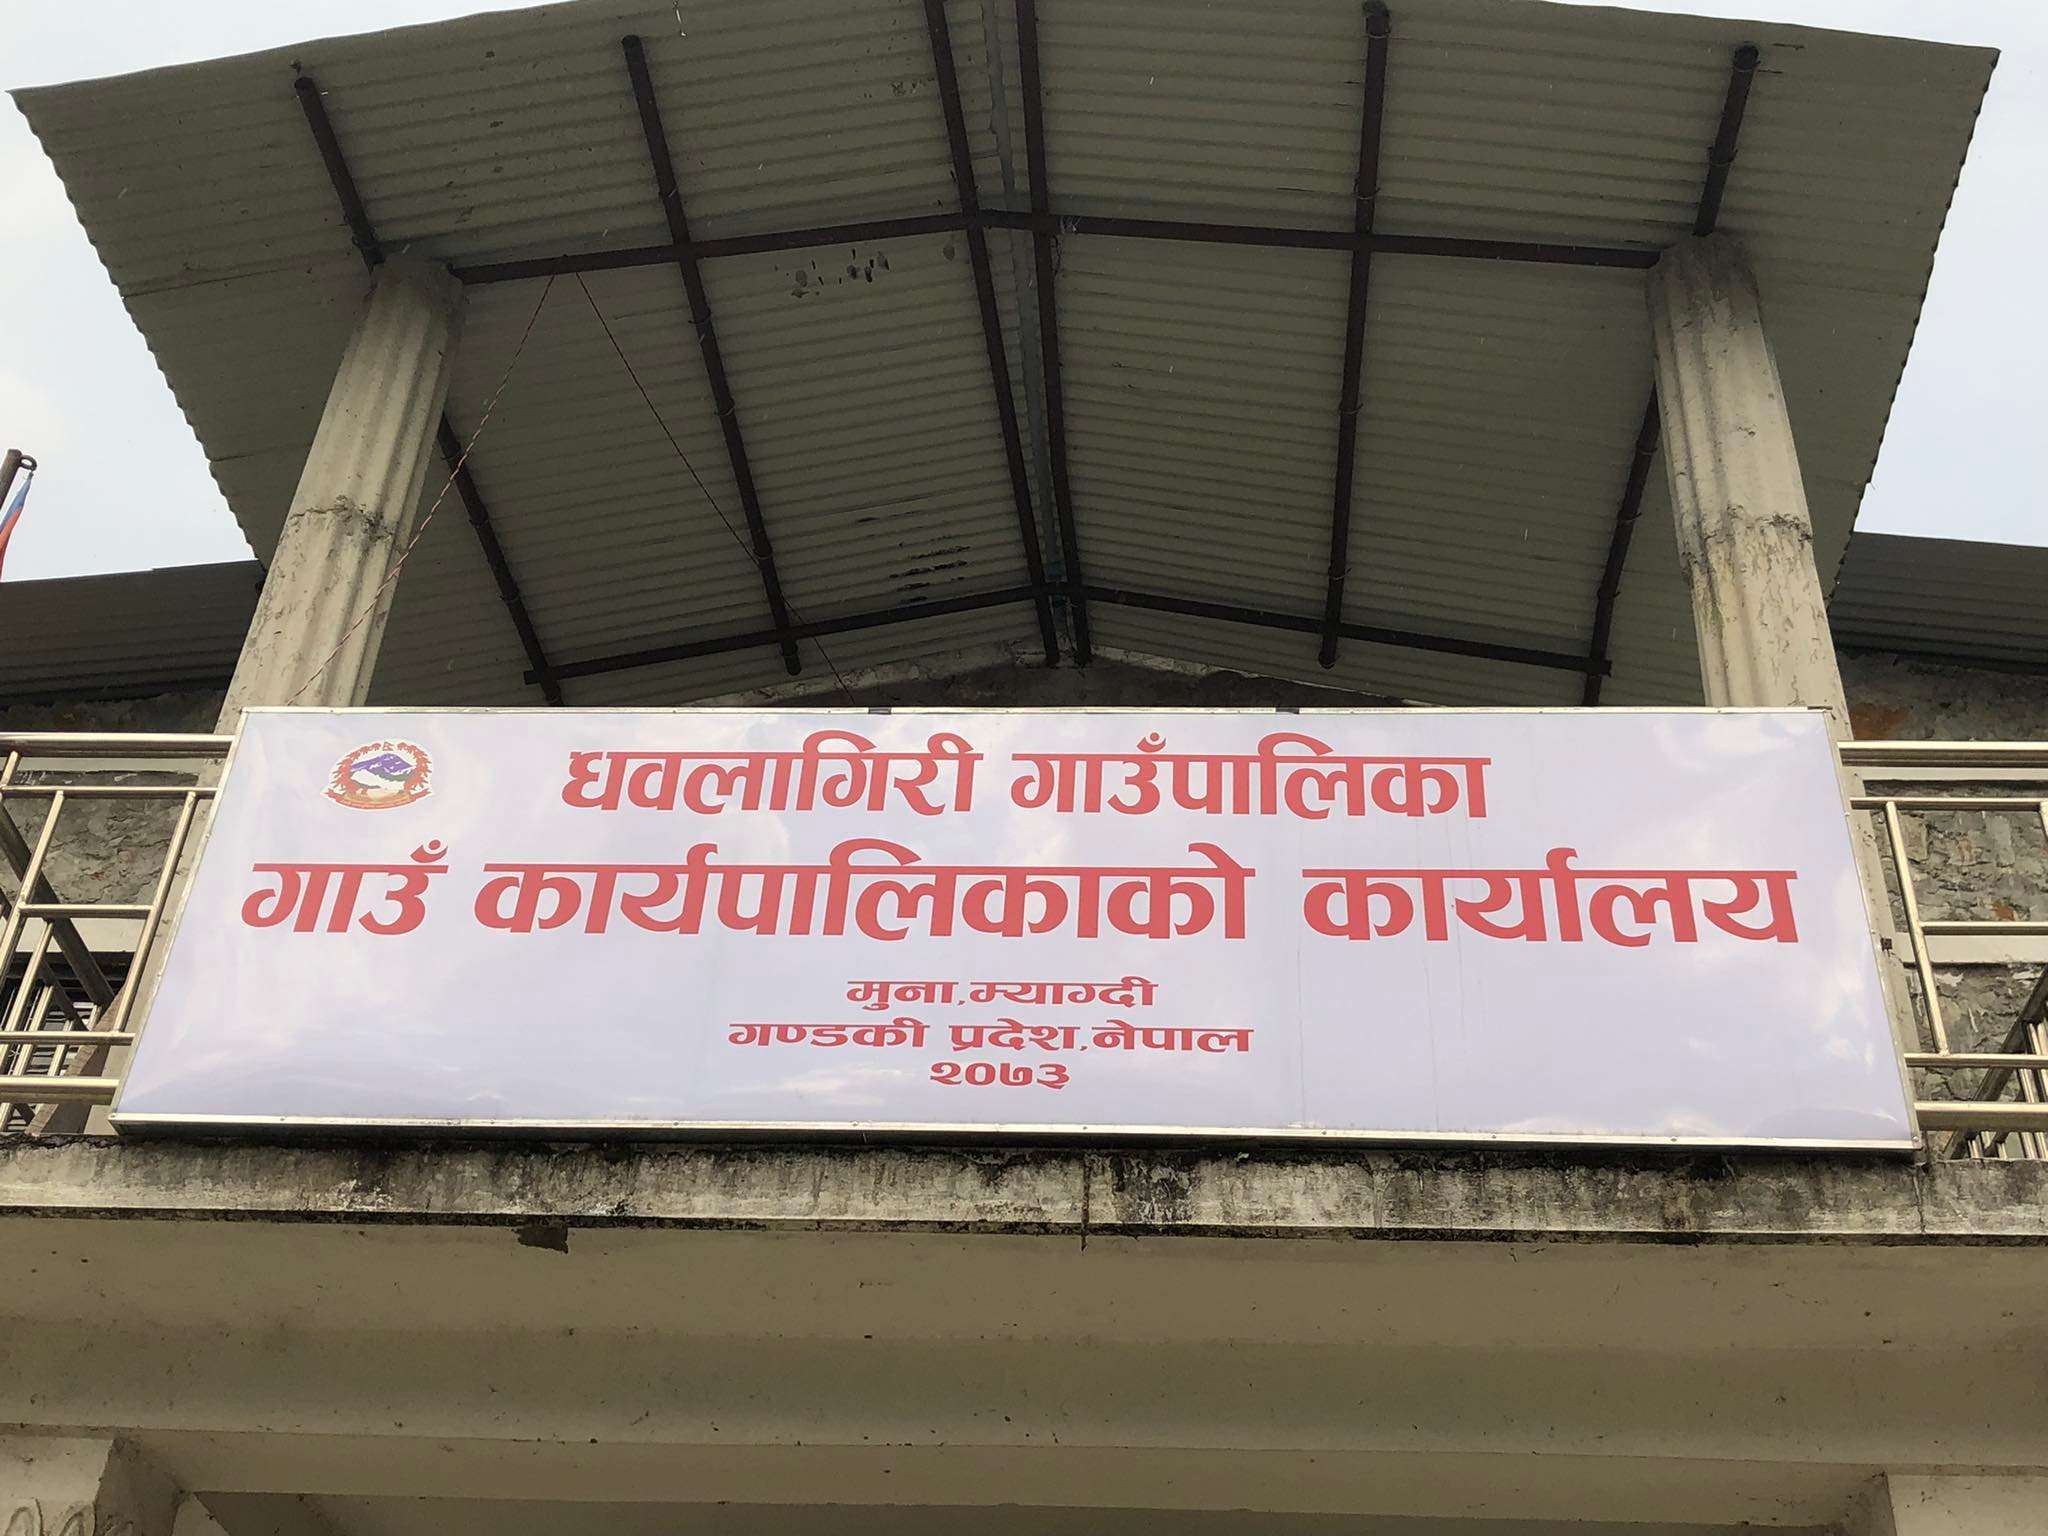 धवलागिरी गाउँपालिका
गाउँ कार्यपालिकाको कार्यालय
मुना,म्याग्दी
गण्डकी प्रदेश,नेपाल
२०७३